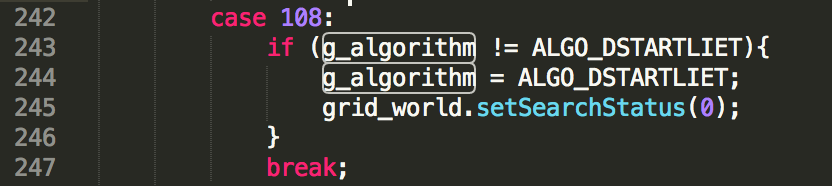 242 case 108:
243 if (g_algorithm != ALGO_DSTARTLIET){
244 g_algorithm = ALGO_DSTARTLIET;
245 grid_world.setSearchStatus(0);
246 }
247 break;